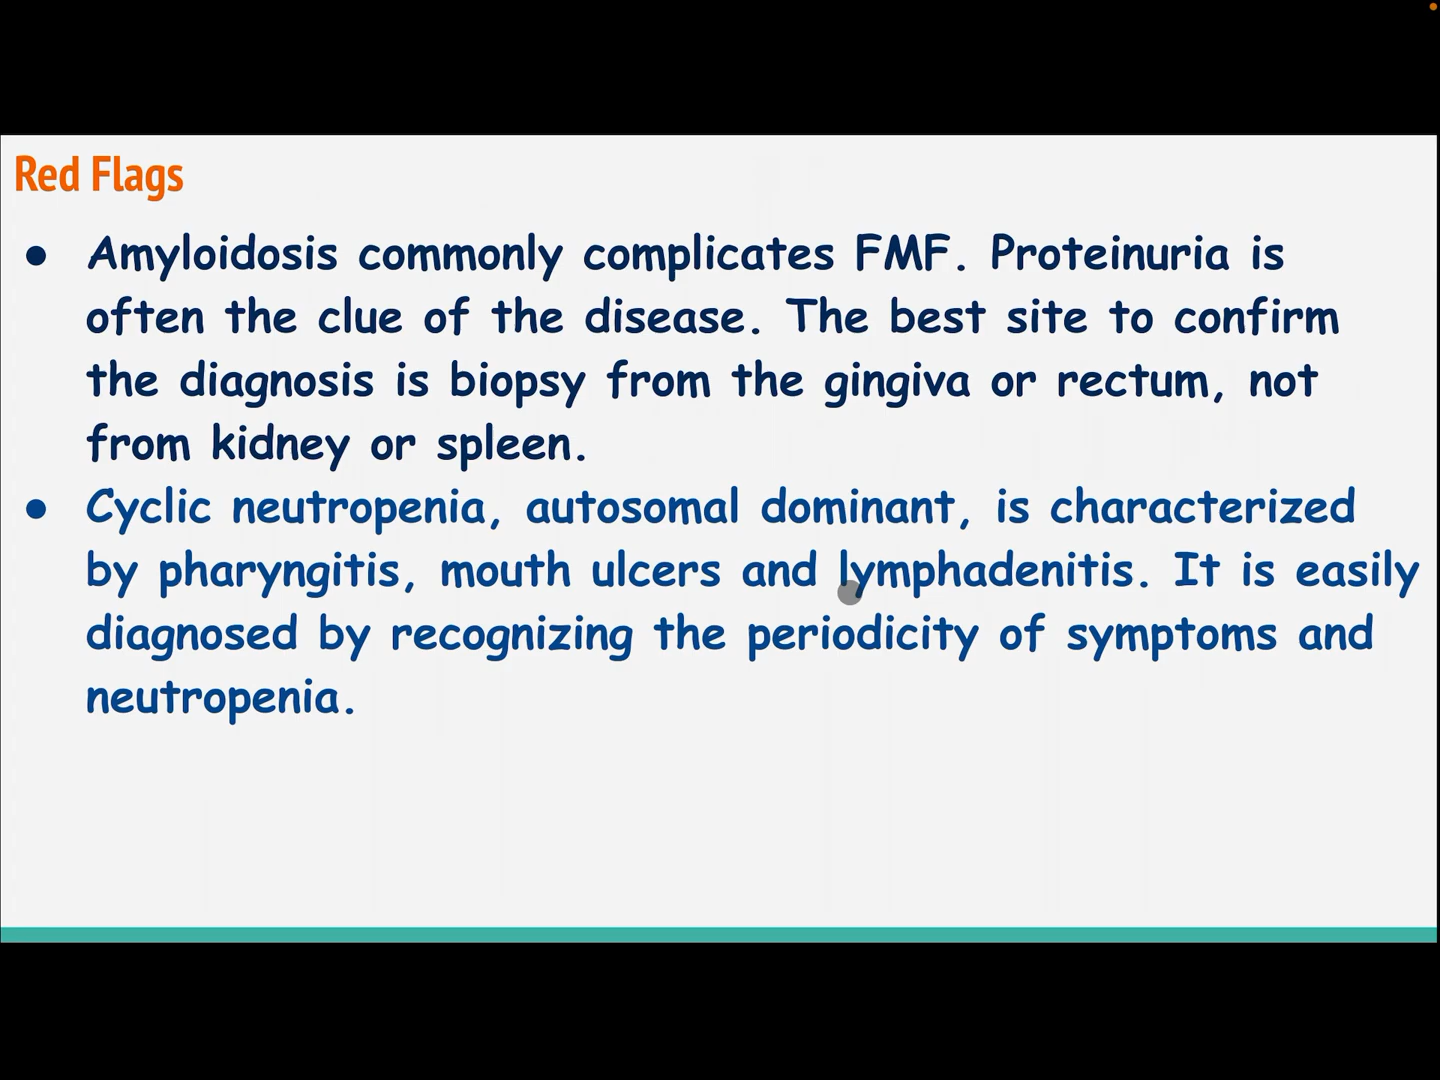 Red Flags
● Amyloidosis commonly complicates FMF. Proteinuria is
often the clue of the disease. The best site to confirm
the diagnosis is biopsy from the gingiva or rectum, not
from kidney or spleen.
● Cyclic neutropenia, autosomal dominant, is characterized
by pharyngitis, mouth ulcers and lymphadenitis. It is easily
diagnosed by recognizing the periodicity of symptoms and
neutropenia.